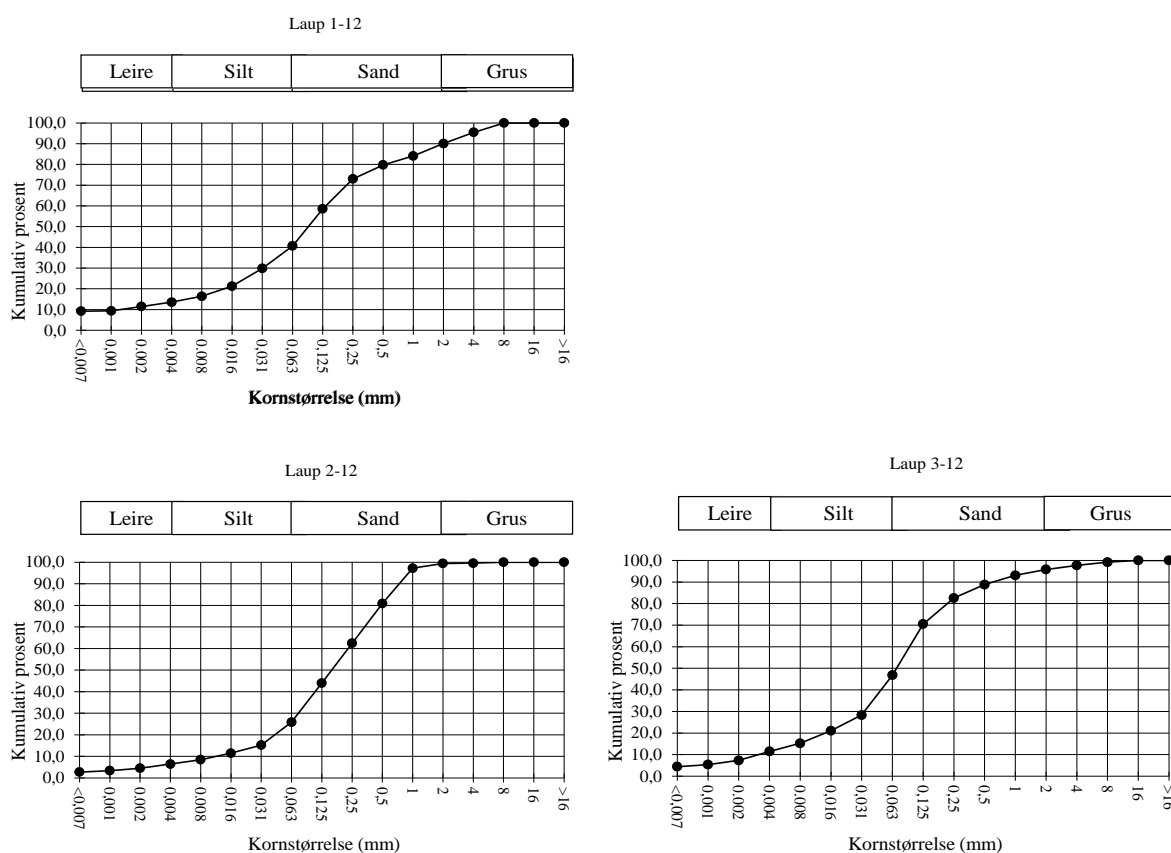 Laup 1-12
Leire Silt Sand Grus
Kumulativ prosent
100,0
90,0
80,0
70,0
60,0
50,0
40,0
30,0
20,0
10,0
0,0
<0,007 0,001 0.002 0.004 0.008 0,016 0,031 0,063 0,125 0,25 0,5 1 2 4 8 16 >16
Kornstørrelse (mm)
Laup 2-12
Leire Silt Sand Grus
Kumulativ prosent
100,0
90,0
80,0
70,0
60,0
50,0
40,0
30,0
20,0
10,0
0,0
<0,007 0,001 0.002 0.004 0.008 0,016 0,031 0,063 0,125 0,25 0,5 1 2 4 8 16 >16
Kornstørrelse (mm)
Laup 3-12
Leire Silt Sand Grus
Kumulativ prosent
100,0
90,0
80,0
70,0
60,0
50,0
40,0
30,0
20,0
10,0
0,0
<0,007 0,001 0.002 0.004 0.008 0,016 0,031 0,063 0,125 0,25 0,5 1 2 4 8 16 >16
Kornstørrelse (mm)